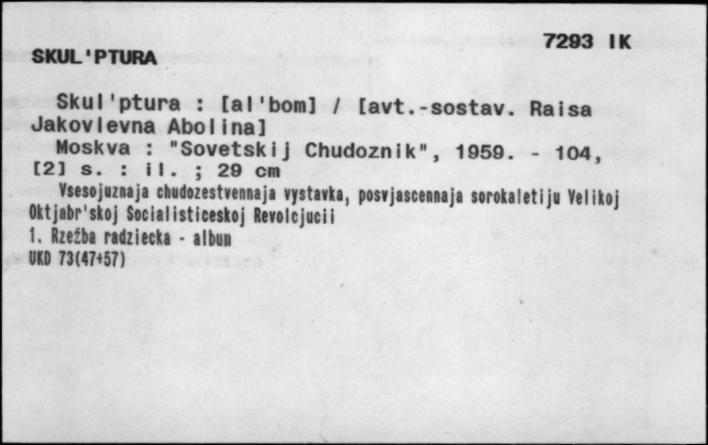 7293 IK
SKUL'PTURA
Skul'ptura : [al'bom] / [avt.-sostav. Raisa
Jakovlevna Abolina]
Moskva : "Sovetskij Chudoznik", 1959. - 104,
[2] s. : il. ; 29 cm
Vsesojuznaja chudozestvennaja vystavka, posvjascennaja sorokaletiju Velikoj
Oktjabr'skoj Socialisticeskoj Revolcjucii
1. Rzeźba radziecka - album
UKD 73(47+57)